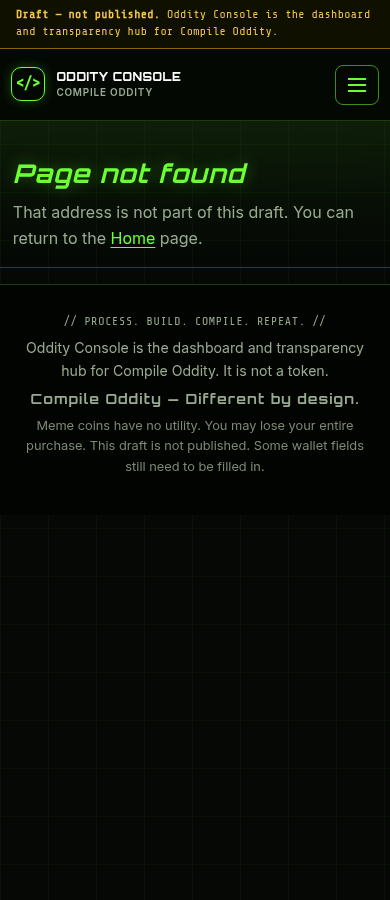 Draft — not published. Oddity Console is the dashboard
and transparency hub for Compile Oddity.
</>
ODDITY CONSOLE
COMPILE ODDITY
Page not found
That address is not part of this draft. You can
return to the Home page.
// PROCESS. BUILD. COMPILE. REPEAT. //
Oddity Console is the dashboard and transparency
hub for Compile Oddity. It is not a token.
Compile Oddity — Different by design.
Meme coins have no utility. You may lose your entire
purchase. This draft is not published. Some wallet fields
still need to be filled in.